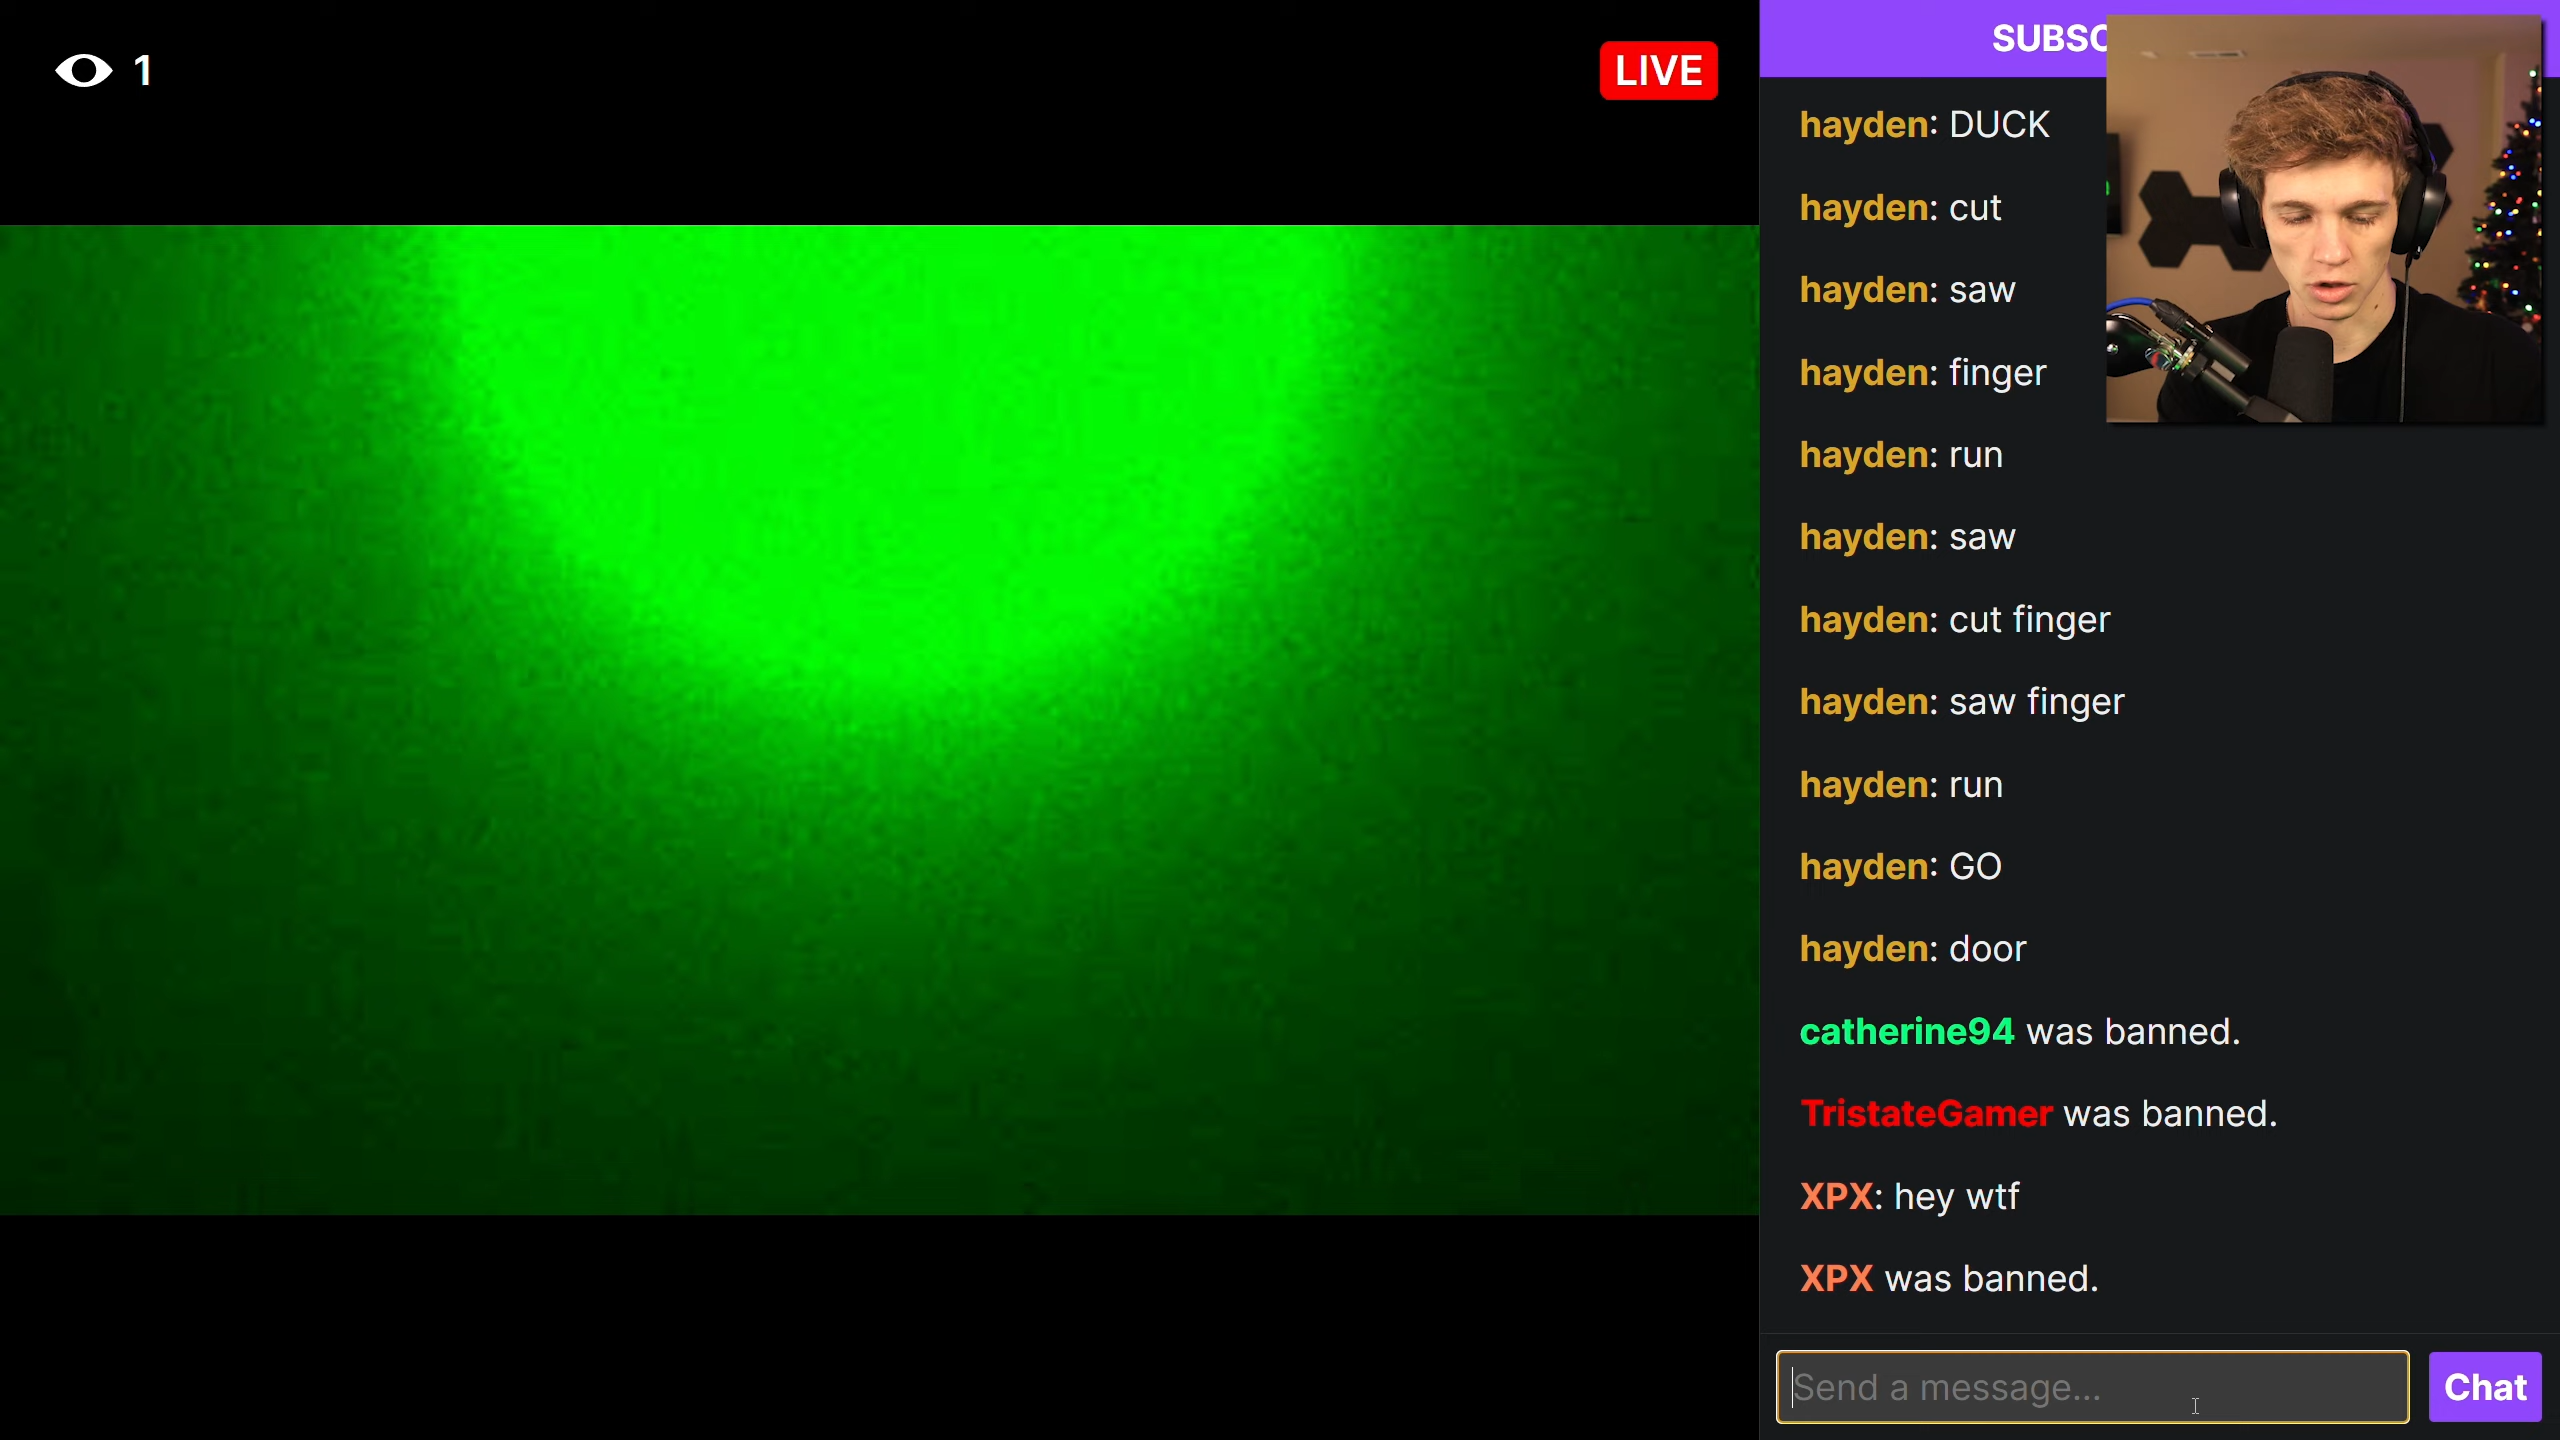 1
LIVE
SUBSC
hayden: DUCK
hayden: cut
hayden: saw
hayden: finger
hayden: run
hayden: saw
hayden: cut finger
hayden: saw finger
hayden: run
hayden: GO
hayden: door
catherine94 was banned.
TristateGamer was banned.
XPX: hey wtf
XPX was banned.
Send a message...
Chat